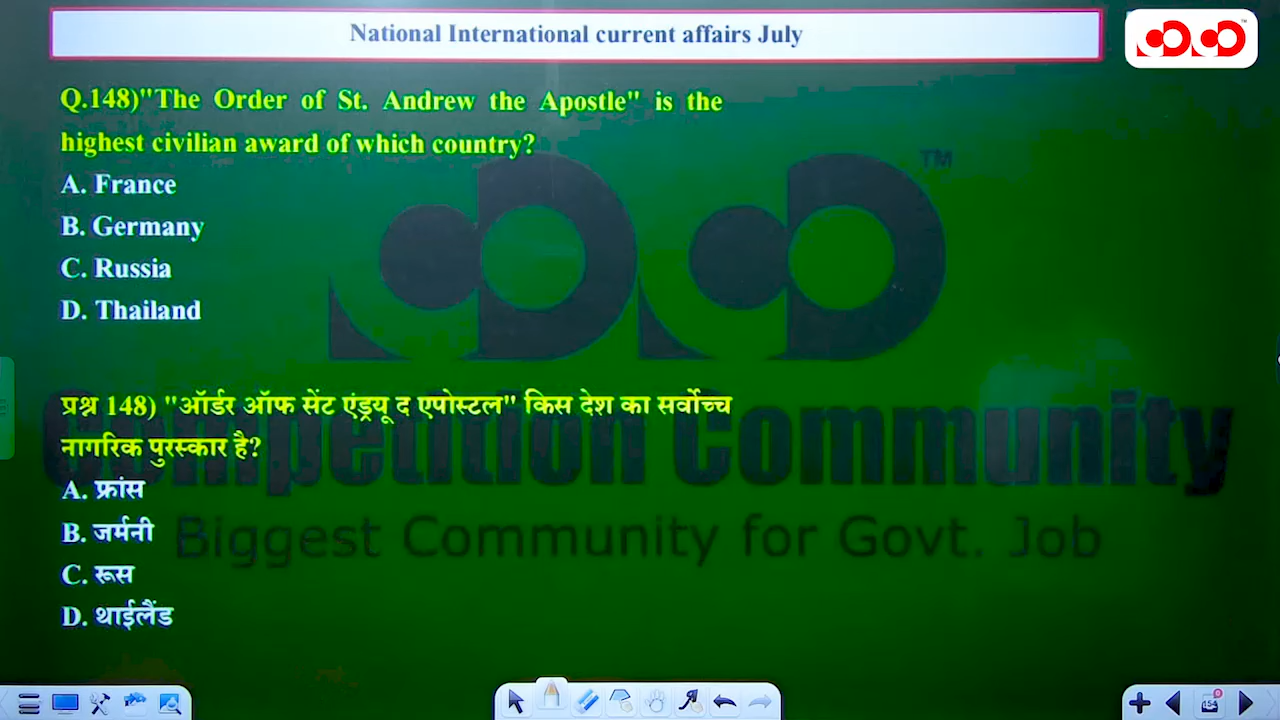 National International current affairs July
Q.148)"The Order of St. Andrew the Apostle" is the
highest civilian award of which country?
A. France
B. Germany
C. Russia
D. Thailand
प्रश्न 148) "ऑर्डर ऑफ सेंट एंड्रयू द एपोस्टल" किस देश का सर्वोच्च
नागरिक पुरस्कार है?
A. फ्रांस
B. जर्मनी
C. रूस
D. थाईलैंड
TM
Competition Community
Biggest Community for Govt. Job
454